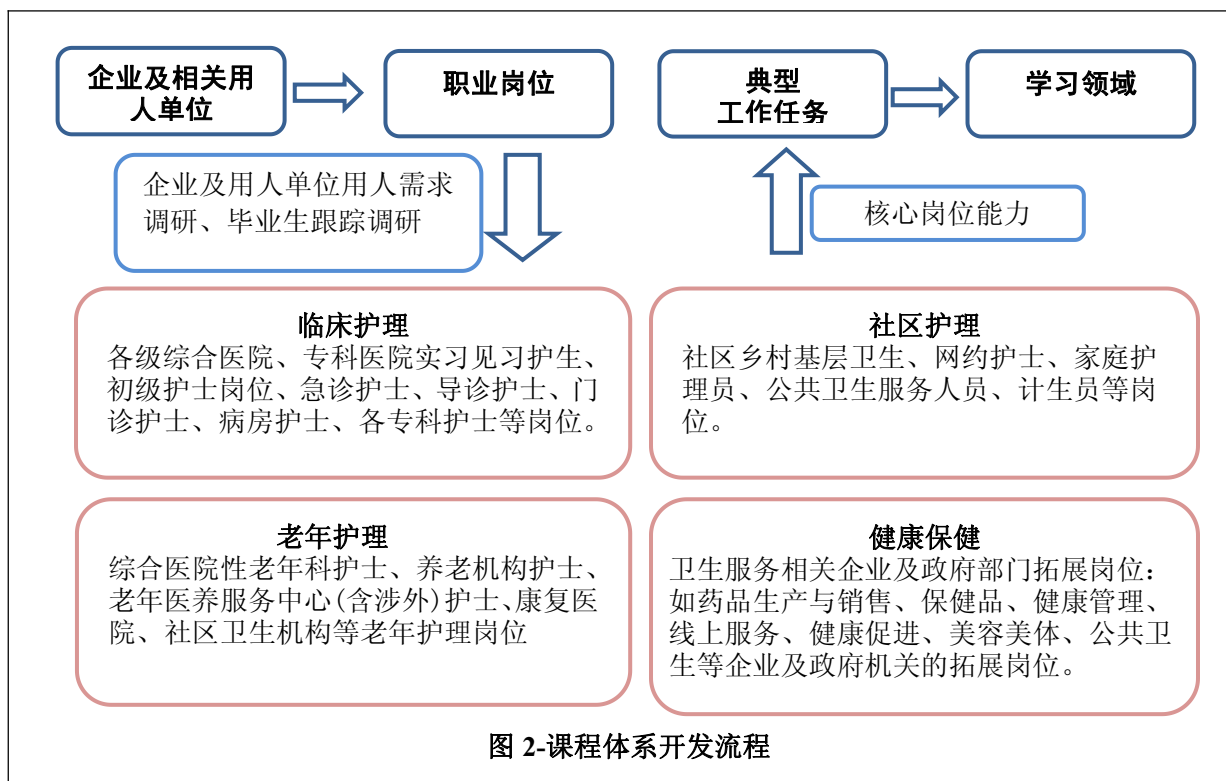 企业及相关用
人单位
职业岗位
典型
工作任务
学习领域
企业及用人单位用人需求
调研、毕业生跟踪调研
核心岗位能力
临床护理
各级综合医院、专科医院实习见习护生、
初级护士岗位、急诊护士、导诊护士、门
诊护士、病房护士、各专科护士等岗位。
社区护理
社区乡村基层卫生、网约护士、家庭护
理员、公共卫生服务人员、计生员等岗
位。
老年护理
综合医院性老年科护士、养老机构护士、
老年医养服务中心(含涉外)护士、康复医
院、社区卫生机构等老年护理岗位
健康保健
卫生服务相关企业及政府部门拓展岗位：
如药品生产与销售、保健品、健康管理、
线上服务、健康促进、美容美体、公共卫
生等企业及政府机关的拓展岗位。
图 2-课程体系开发流程